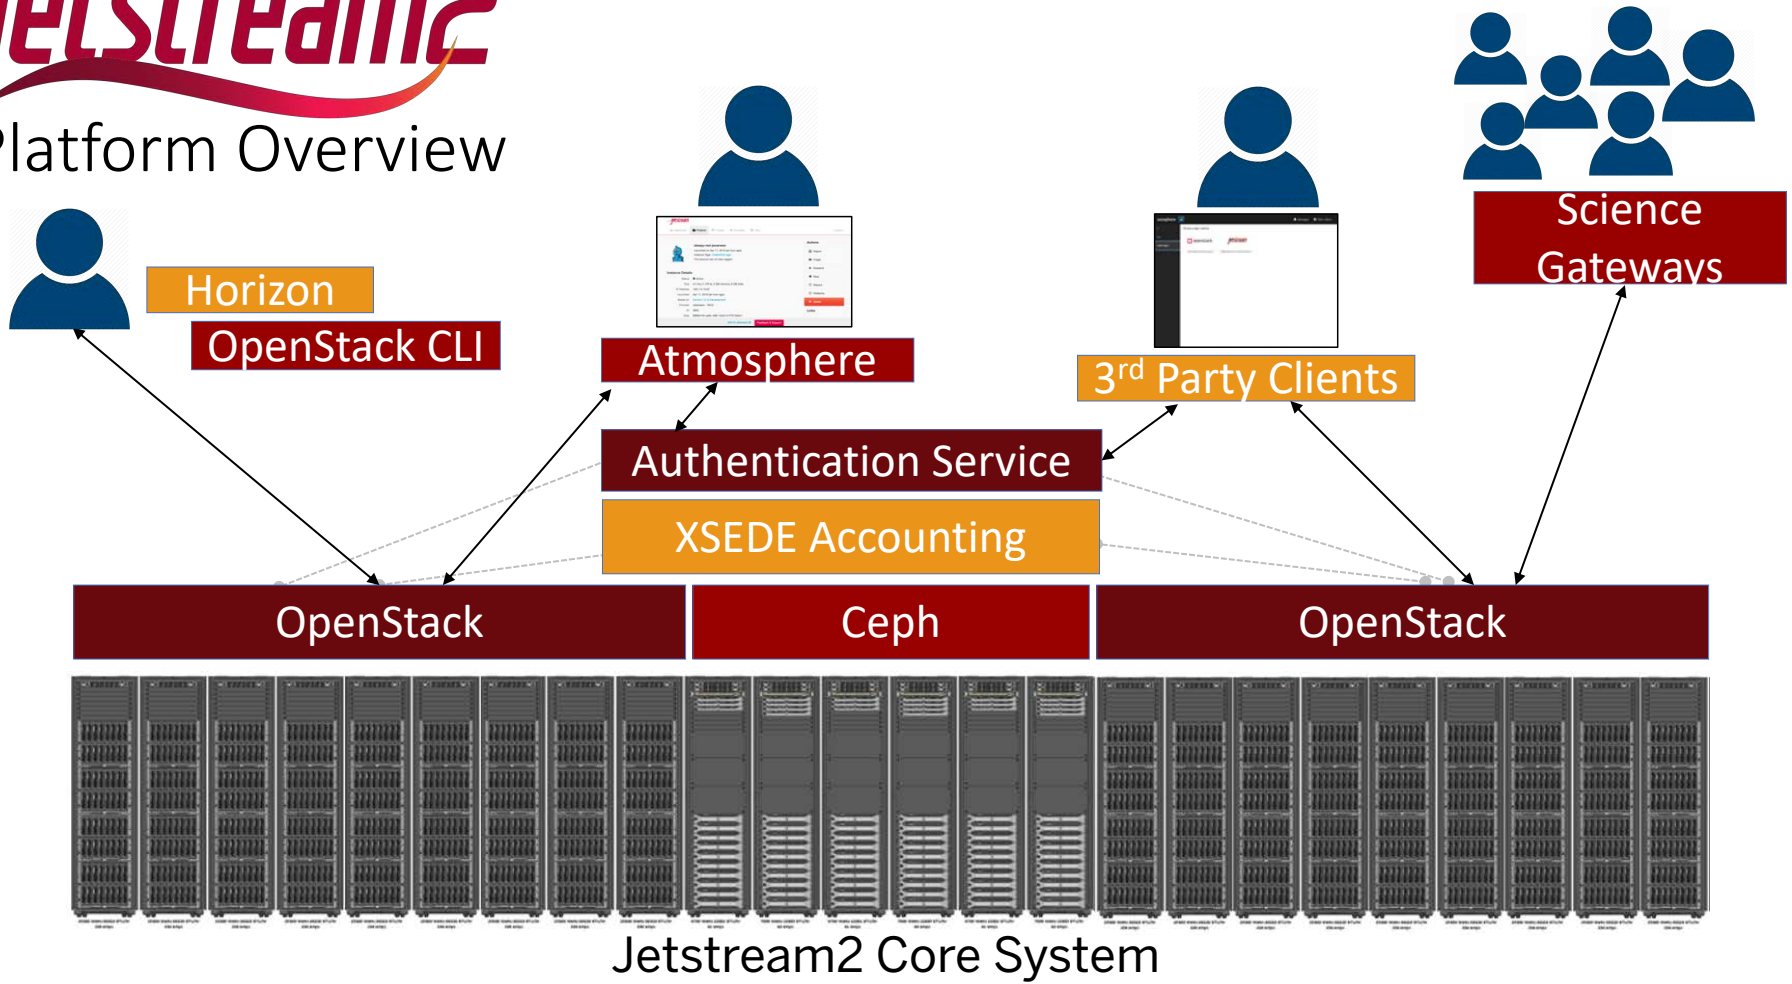 Jetstream2
Platform Overview
Horizon
OpenStack CLI
Atmosphere
3rd Party Clients
Science
Gateways
Authentication Service
XSEDE Accounting
OpenStack
Ceph
OpenStack
Jetstream2 Core System